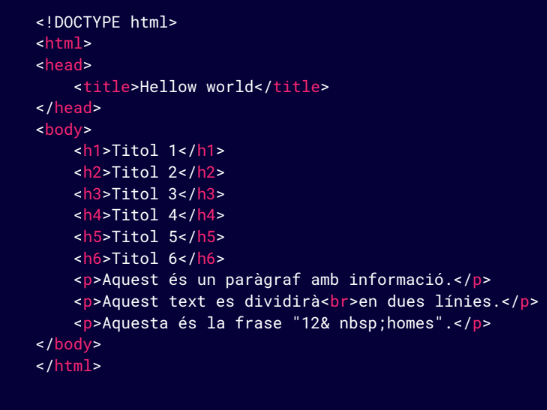 <!DOCTYPE html>
<html>
<head>
<title>Hellow world</title>
</head>
<body>
<h1>Titol 1</h1>
<h2>Titol 2</h2>
<h3>Titol 3</h3>
<h4>Titol 4</h4>
<h5>Titol 5</h5>
<h6>Titol 6</h6>
<p>Aquest és un paràgraf amb informació.</p>
<p>Aquest text es dividirà<br>en dues línies.</p>
<p>Aquesta és la frase "12& nbsp;homes".</p>
</body>
</html>